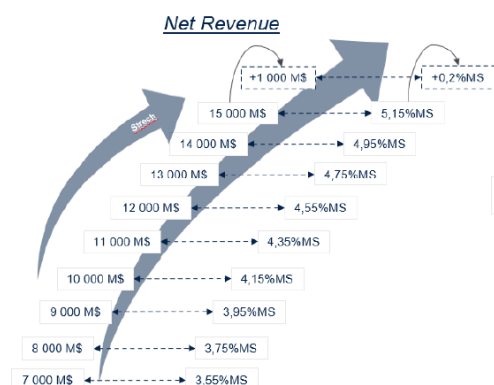 Net Revenue
+1 000 M$ +0,2%MS
15 000 M$ 5,15%MS
Strech
14 000 M$ 4,95%MS
13 000 M$ 4,75%MS
12 000 M$ 4,55%MS
11 000 M$ 4,35%MS
10 000 M$ 4,15%MS
9 000 M$ 3,95%MS
8 000 M$ 3,75%MS
7 000 M$ 3.55%MS